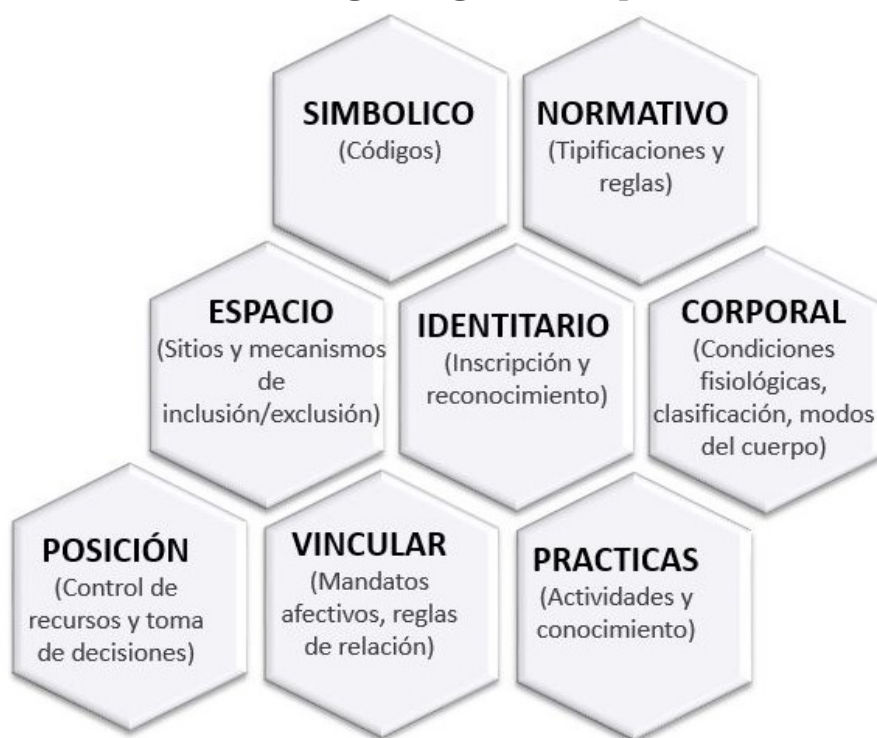 SIMBOLICO
(Códigos)
NORMATIVO
(Tipificaciones y
reglas)
ESPACIO
(Sitios y mecanismos
de
inclusión/exclusión)
IDENTITARIO
(Inscripción y
reconocimiento)
CORPORAL
(Condiciones
fisiológicas,
clasificación, modos
del cuerpo)
POSICIÓN
(Control de
recursos y toma
de decisiones)
VINCULAR
(Mandatos
afectivos, reglas
de relación)
PRACTICAS
(Actividades y
conocimiento)